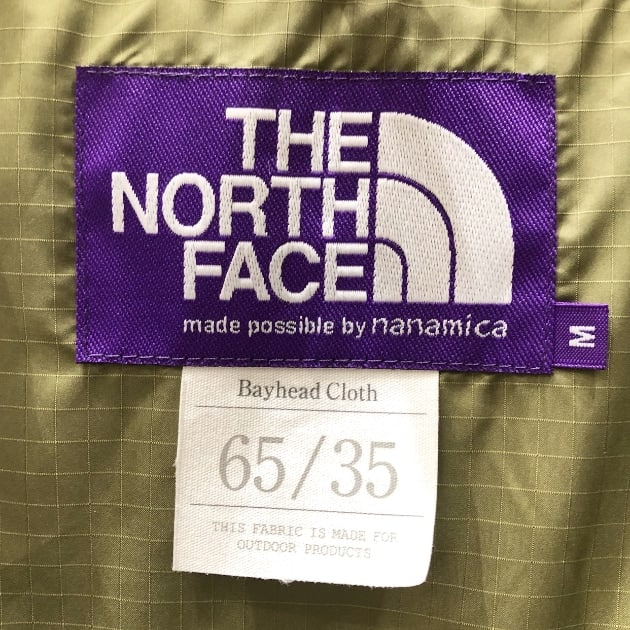 THE
NORTH
FACE
made possible by nanamica
M
Bayhead Cloth
65/35
THIS FABRIC IS MADE FOR
OUTDOOR PRODUCTS